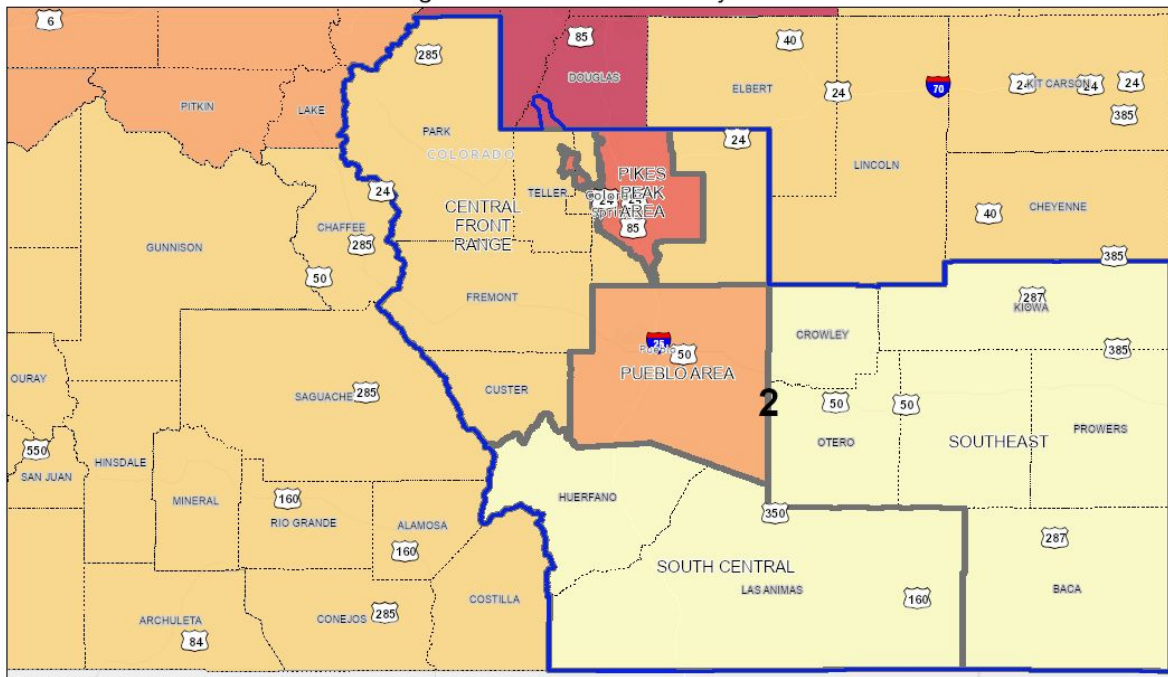 6
285
85
40
DOUGLAS
ELBERT
24
70
24
KIT CARSON
24
24
385
PITKIN
LAKE
PARK
COLORADO
24
LINCOLN
24
TELLER
PIKES
PEAK
AREA
24
85
CENTRAL
FRONT
RANGE
CHAFFEE
285
40
CHEYENNE
GUNNISON
50
385
FREMONT
287
KIOWA
CROWLEY
25
Pueblo
50
PUEBLO AREA
385
OURAY
SAGUACHE
285
CUSTER
2
50
50
OTERO
SOUTHEAST
PROWERS
550
SAN JUAN
HINSDALE
MINERAL
160
RIO GRANDE
ALAMOSA
160
HUERFANO
350
287
SOUTH CENTRAL
LAS ANIMAS
160
BACA
COSTILLA
ARCHULETA
84
CONEJOS
285